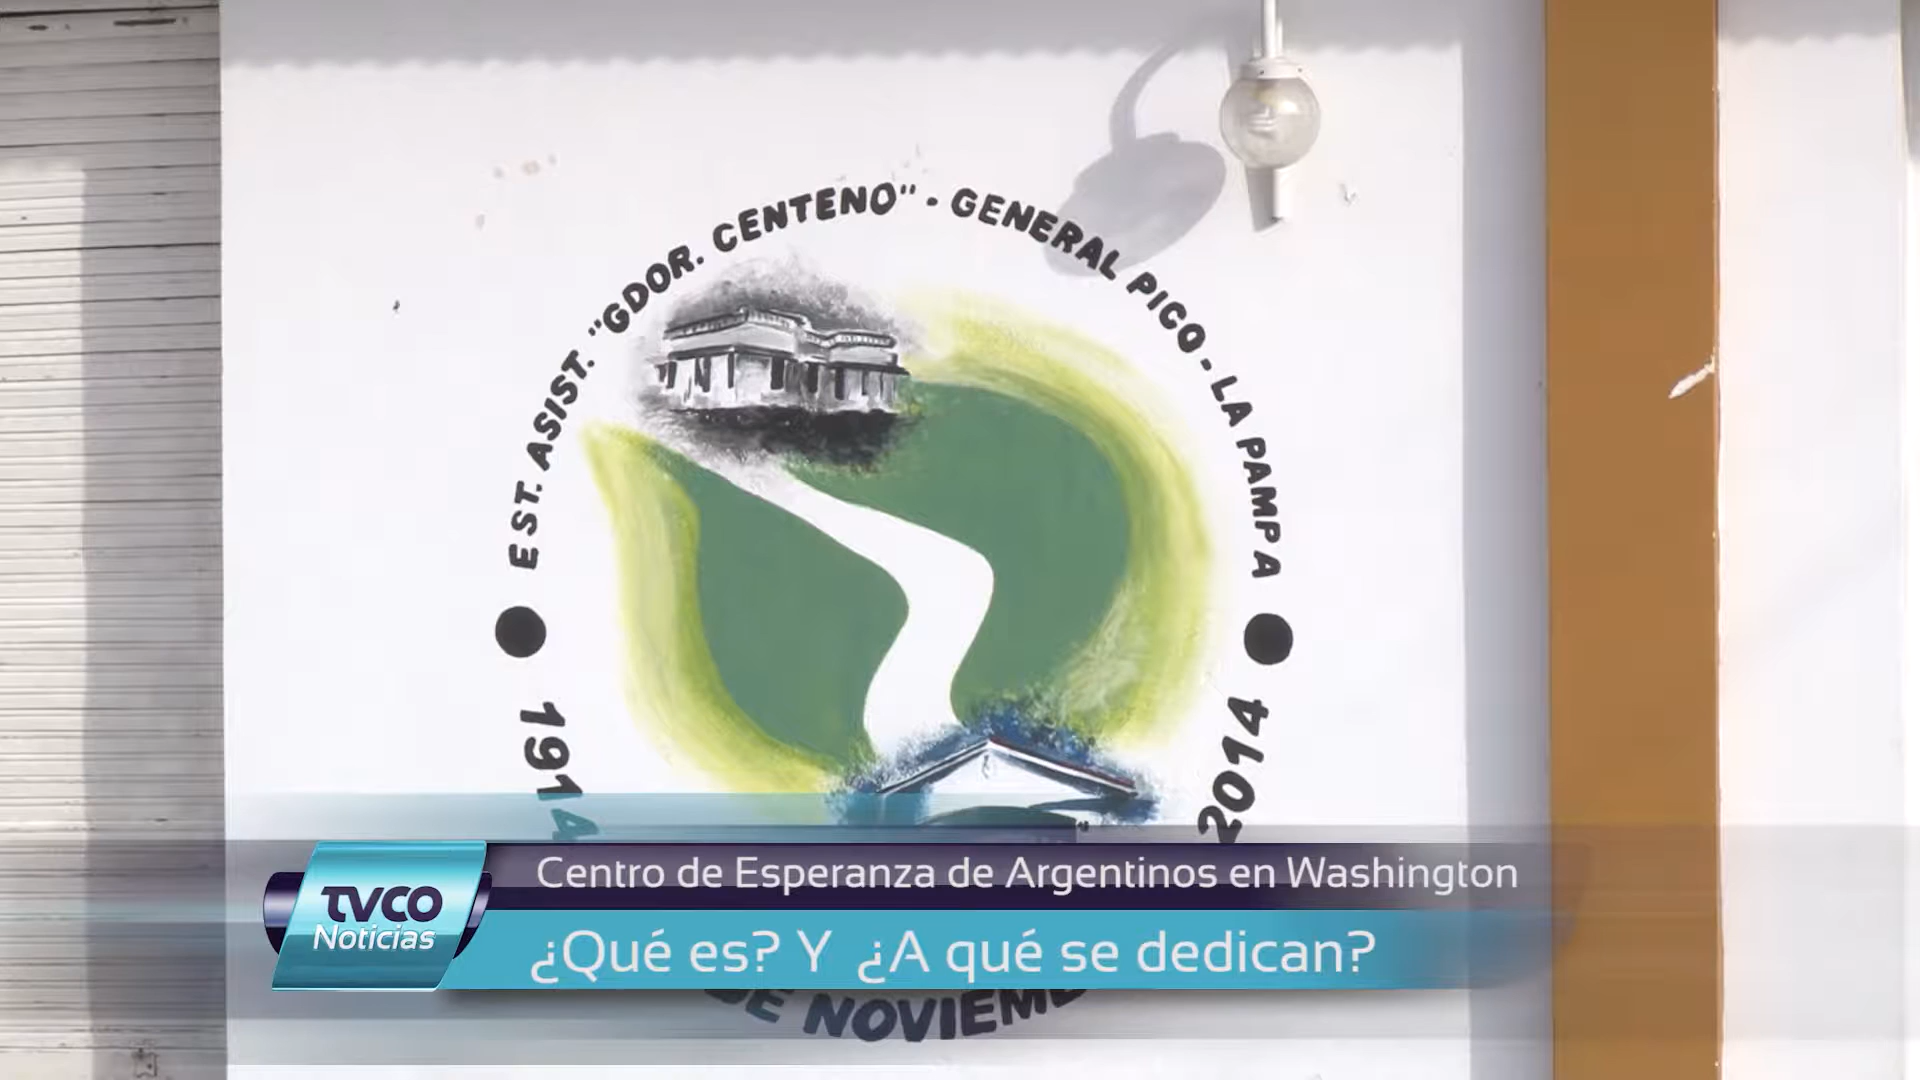 EST. ASIST. "GDOR. CENTENO" - GENERAL PICO - LA PAMPA
1914
2014
TVCO
Noticias
Centro de Esperanza de Argentinos en Washington
¿Qué es? Y ¿A qué se dedican?
DE